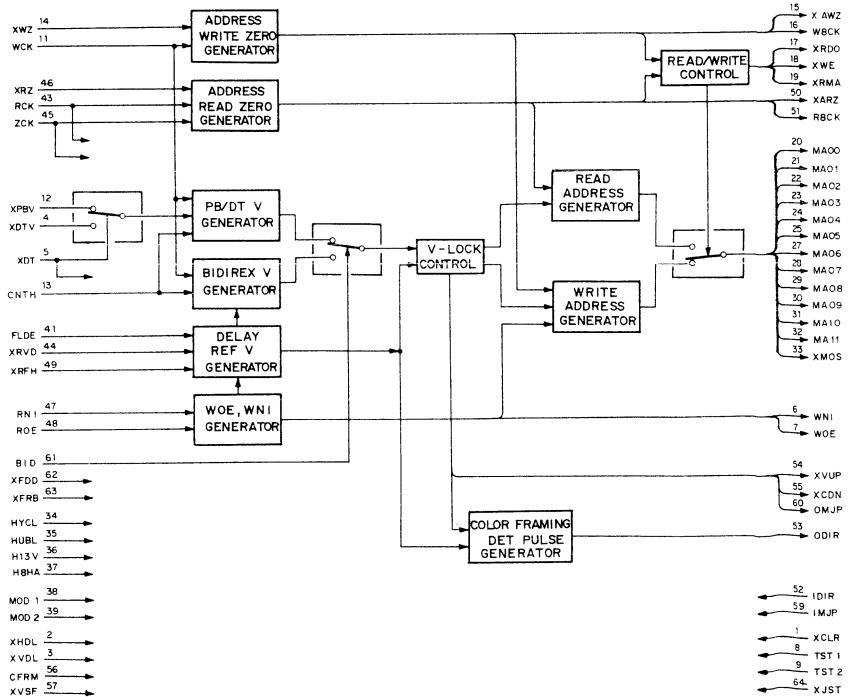 XWZ 14
WCK 11
XRZ 46
RCK 43
ZCK 45
XPBV 12
XDTV 4
XDT 5
CNTH 13
FLDE 41
XRVD 44
XRFH 49
RNI 47
ROE 48
BID 61
XFDD 62
XFRB 63
HYCL 34
HUBL 35
H13V 36
H8HA 37
MOD 1 38
MOD 2 39
XHDL 2
XVDL 3
CFRM 56
XVSF 57
ADDRESS
WRITE ZERO
GENERATOR
ADDRESS
READ ZERO
GENERATOR
PB/DT V
GENERATOR
BIDIREX V
GENERATOR
DELAY
REF V
GENERATOR
WOE, WNI
GENERATOR
V-LOCK
CONTROL
READ/WRITE
CONTROL
READ
ADDRESS
GENERATOR
WRITE
ADDRESS
GENERATOR
COLOR FRAMING
DET PULSE
GENERATOR
15 XAWZ
16 WBCK
17 XRDO
18 XWE
19 XRMA
50 XARZ
51 RBCK
20 MA00
21 MA01
22 MA02
23 MA03
24 MA04
25 MA05
27 MA06
28 MA07
29 MA08
30 MA09
31 MA10
32 MA11
33 XMOS
6 WNI
7 WOE
54 XVUP
55 XCDN
60 OMJP
53 ODIR
52 IDIR
59 IMJP
1 XCLR
8 TST 1
9 TST 2
64 XJST